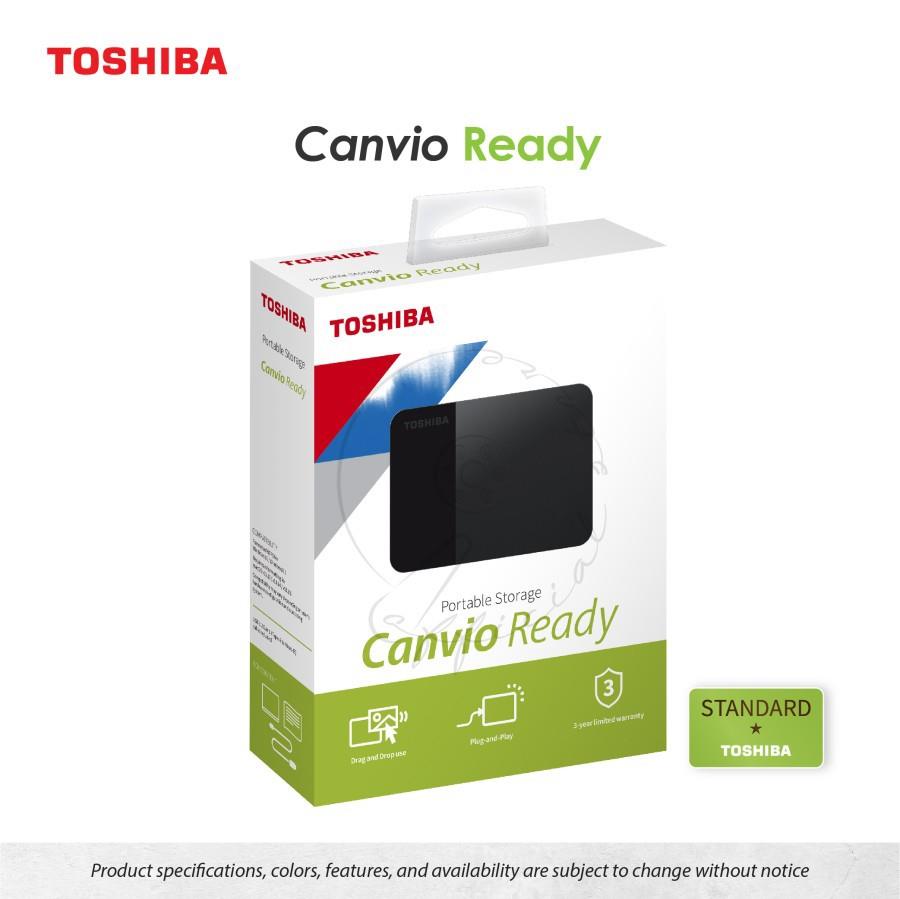 TOSHIBA
Canvio Ready
TOSHIBA
Portable Storage
Canvio Ready
TOSHIBA
Portable Storage
Canvio Ready
TOSHIBA
TOSHIBA
Portable Storage
Canvio Ready
Drag and Drop use
Plug-and-Play
3
3-year limited warranty
STANDARD
TOSHIBA
Product specifications, colors, features, and availability are subject to change without notice